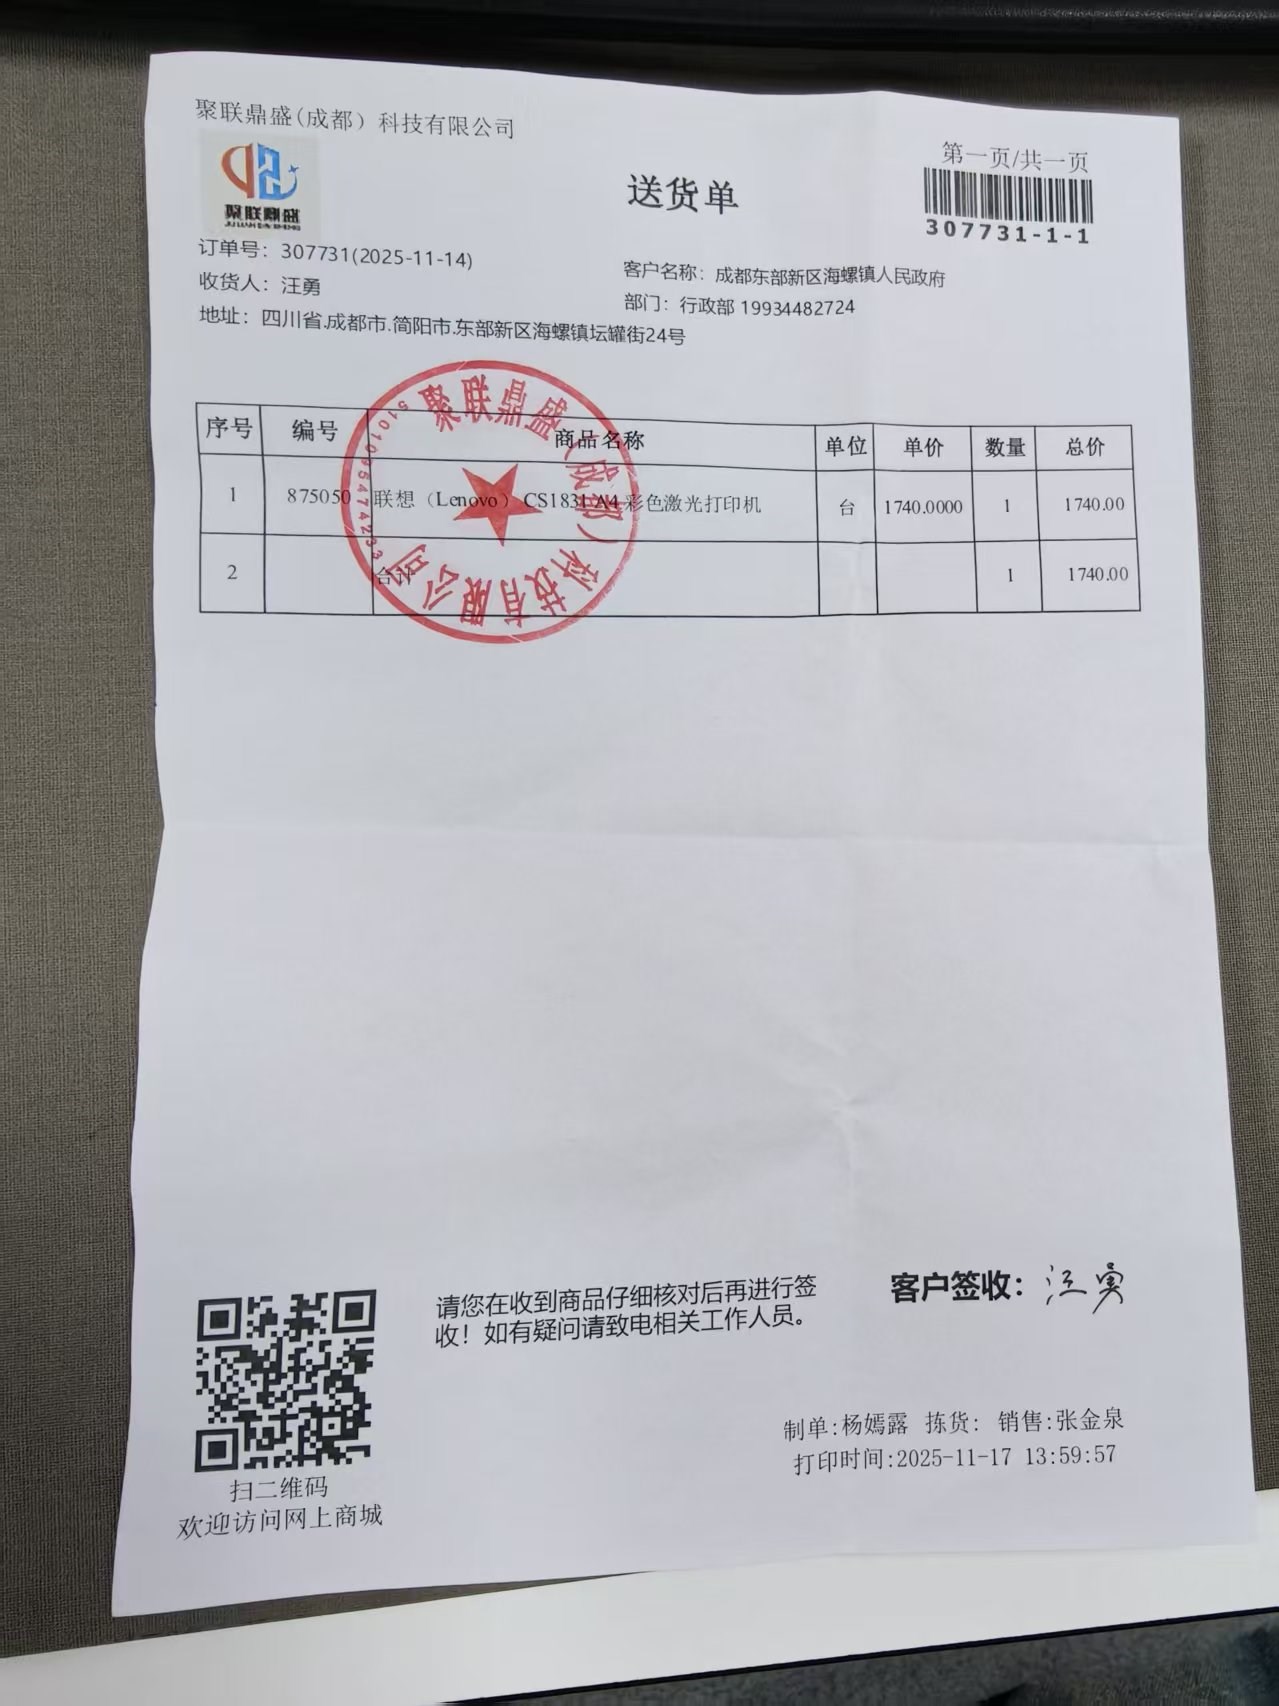 聚联鼎盛(成都）科技有限公司
聚联鼎盛
JU LIAN DING SHENG
送货单
第一页/共一页
307731-1-1
订单号：307731(2025-11-14)
客户名称：成都东部新区海螺镇人民政府
收货人：汪勇
部门：行政部 19934482724
地址：四川省.成都市.简阳市.东部新区海螺镇坛罐街24号
序号 编号 商品名称 单位 单价 数量 总价
1 875050 联想（Lenovo） CS1831 A4 彩色激光打印机 台 1740.0000 1 1740.00
2 合计 1 1740.00
聚联鼎盛（成都）科技有限公司
请您在收到商品仔细核对后再进行签
收！如有疑问请致电相关工作人员。
客户签收：汪勇
制单:杨嫣露 拣货: 销售:张金泉
打印时间:2025-11-17 13:59:57
扫二维码
欢迎访问网上商城